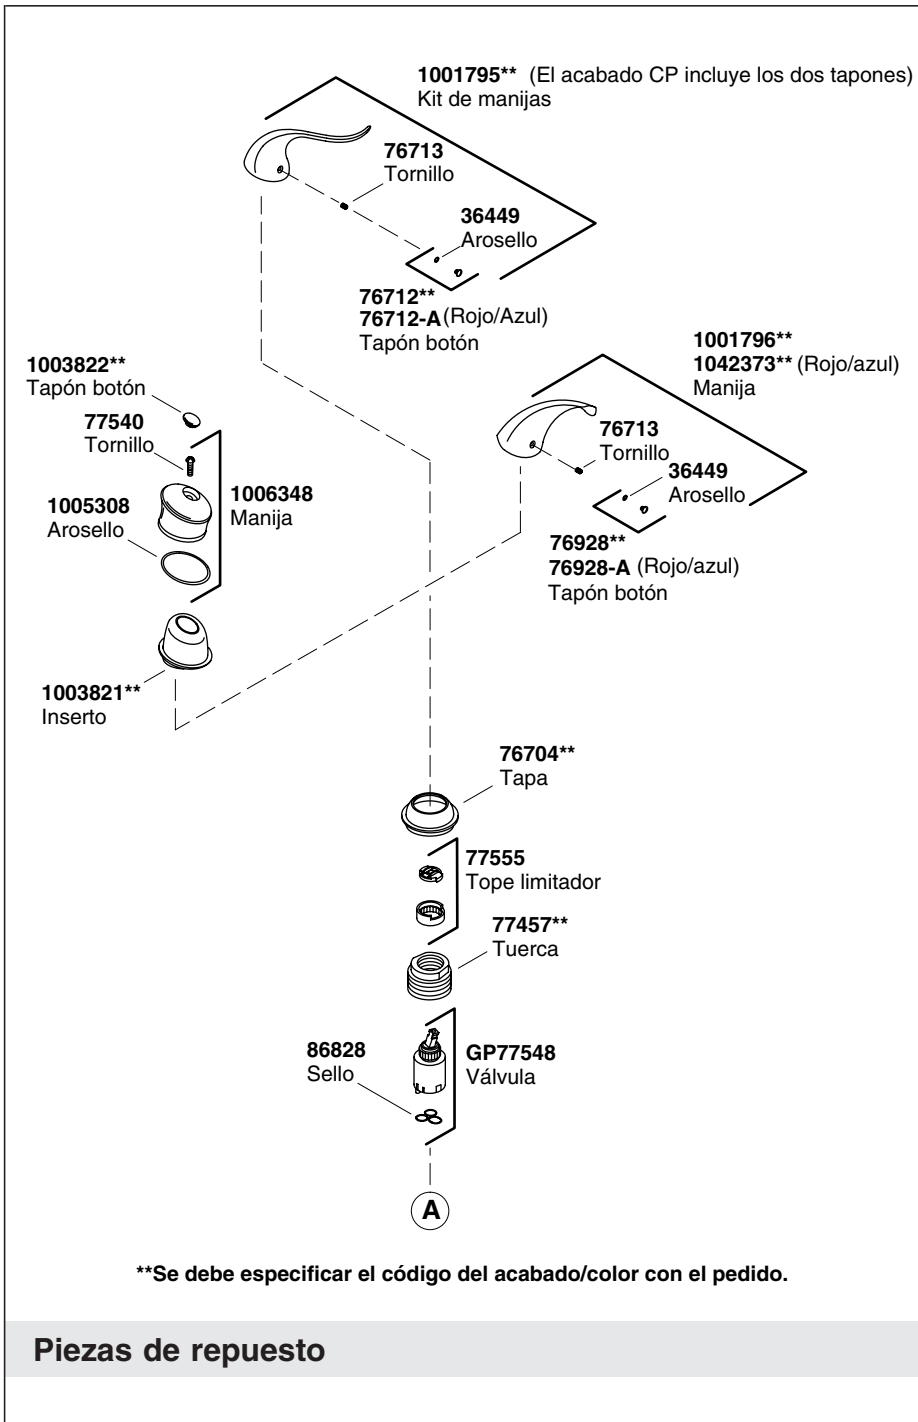 1001795** (El acabado CP incluye los dos tapones)
Kit de manijas
76713
Tornillo
36449
Arosello
76712**
76712-A (Rojo/Azul)
Tapón botón
1001796**
1042373** (Rojo/azul)
Manija
1003822**
Tapón botón
77540
Tornillo
76713
Tornillo
36449
Arosello
1006348
Manija
1005308
Arosello
76928**
76928-A (Rojo/azul)
Tapón botón
1003821**
Inserto
76704**
Tapa
77555
Tope limitador
77457**
Tuerca
86828
Sello
GP77548
Válvula
A
**Se debe especificar el código del acabado/color con el pedido.
Piezas de repuesto